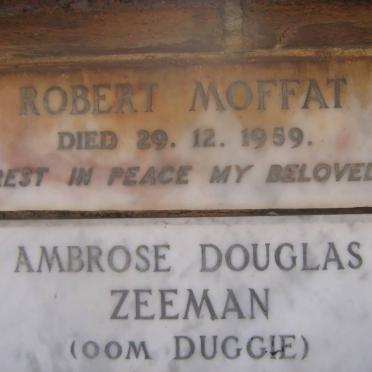 ROBERT MOFFAT
DIED 29. 12. 1959.
REST IN PEACE MY BELOVED
AMBROSE DOUGLAS
ZEEMAN
(OOM DUGGIE)